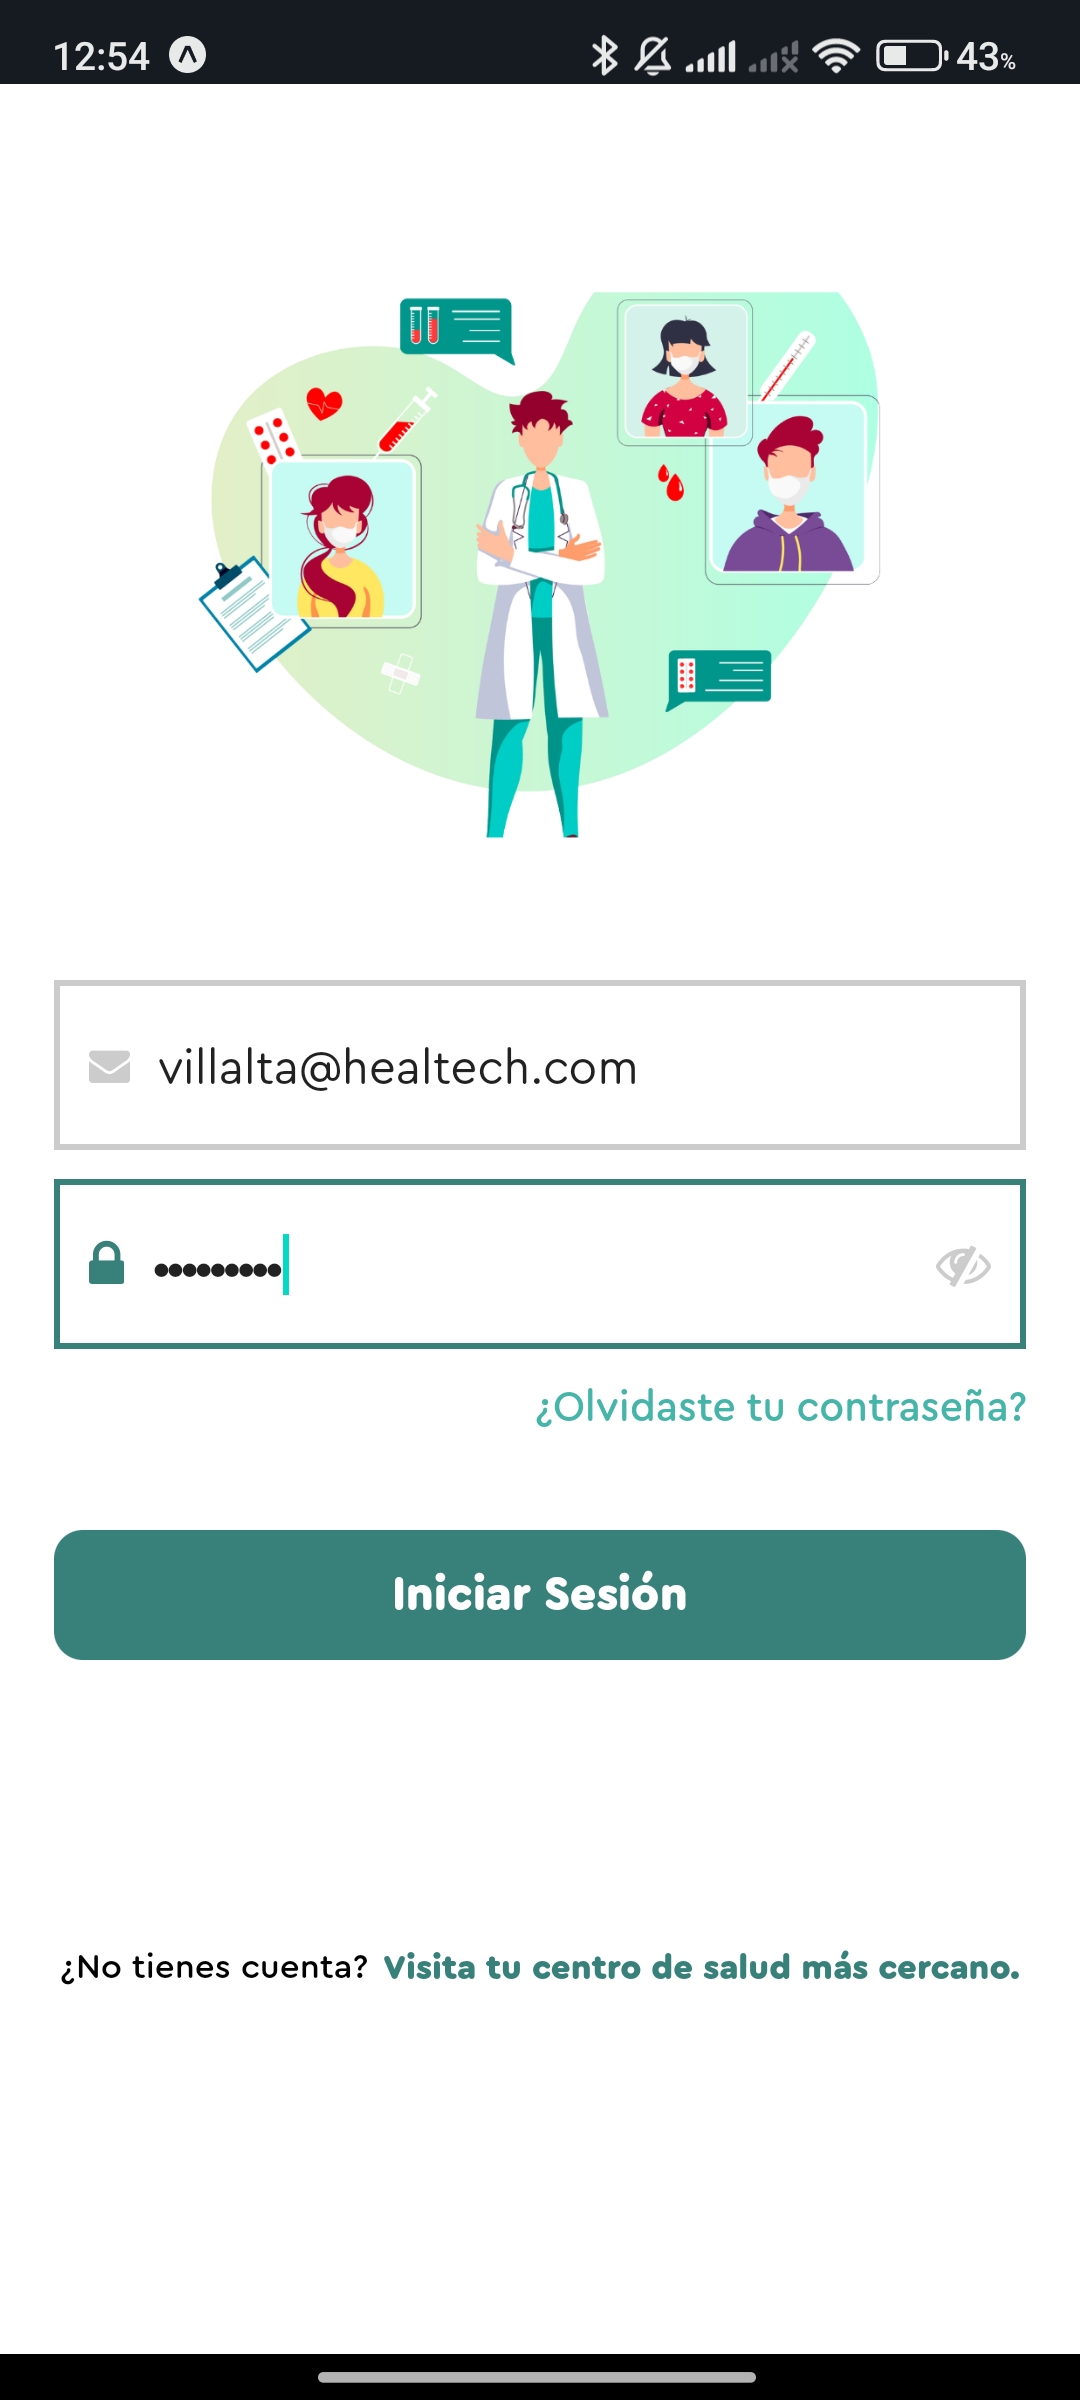 12:54 43%
villalta@healtech.com
•••••••••
¿Olvidaste tu contraseña?
Iniciar Sesión
¿No tienes cuenta? Visita tu centro de salud más cercano.